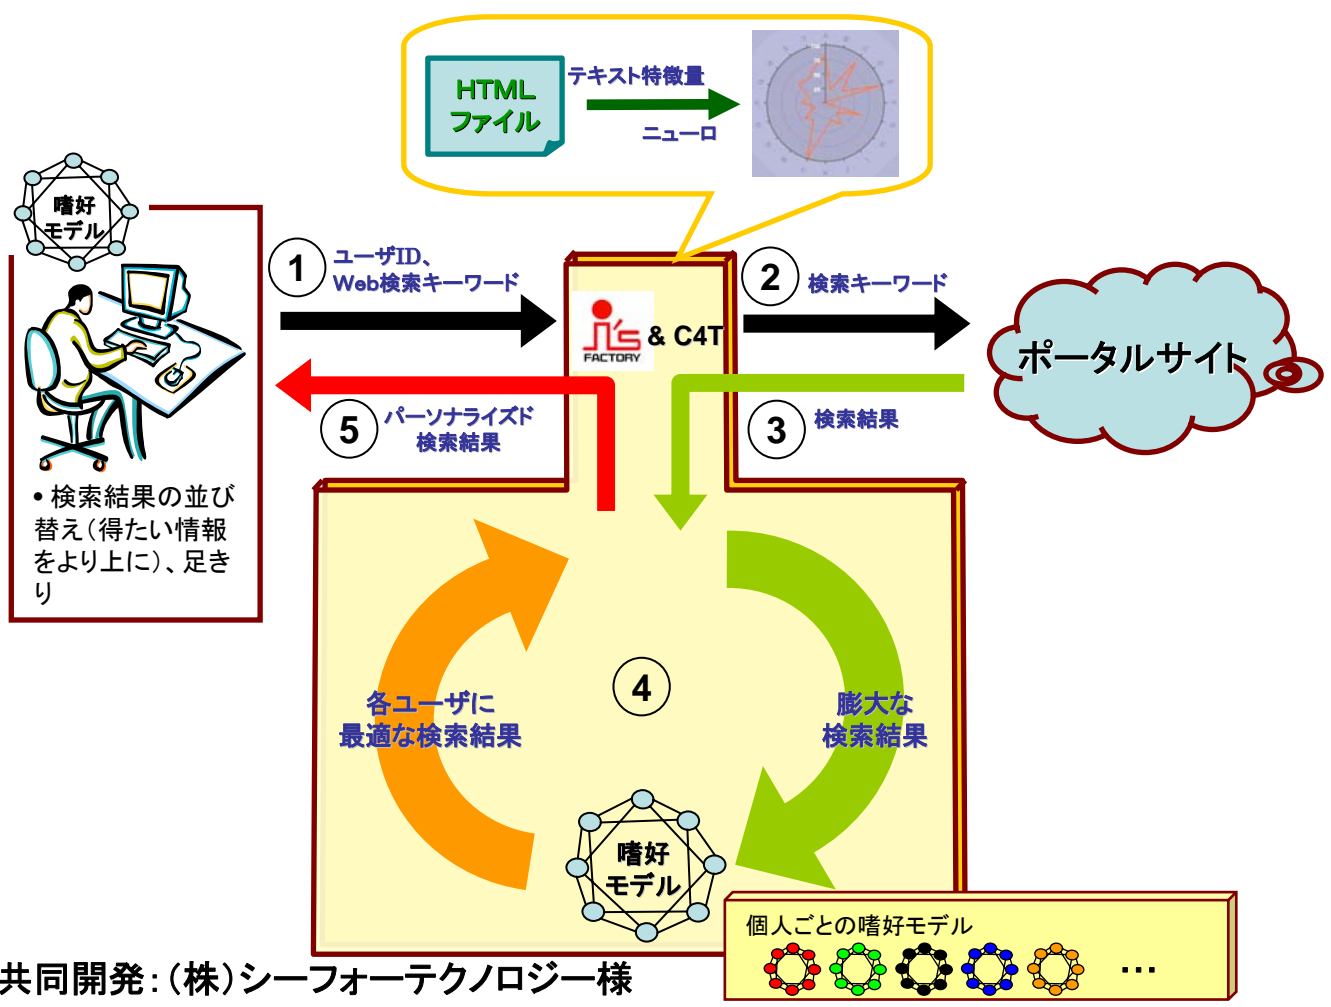 HTML
ファイル
テキスト特徴量
ニューロ
嗜好
モデル
1
ユーザID、
Web検索キーワード
2
検索キーワード
J's
FACTORY
& C4T
ポータルサイト
5
パーソナライズド
検索結果
3
検索結果
• 検索結果の並び
替え（得たい情報
をより上に）、足き
り
4
各ユーザに
最適な検索結果
膨大な
検索結果
嗜好
モデル
個人ごとの嗜好モデル
…
共同開発：（株）シーフォーテクノロジー様